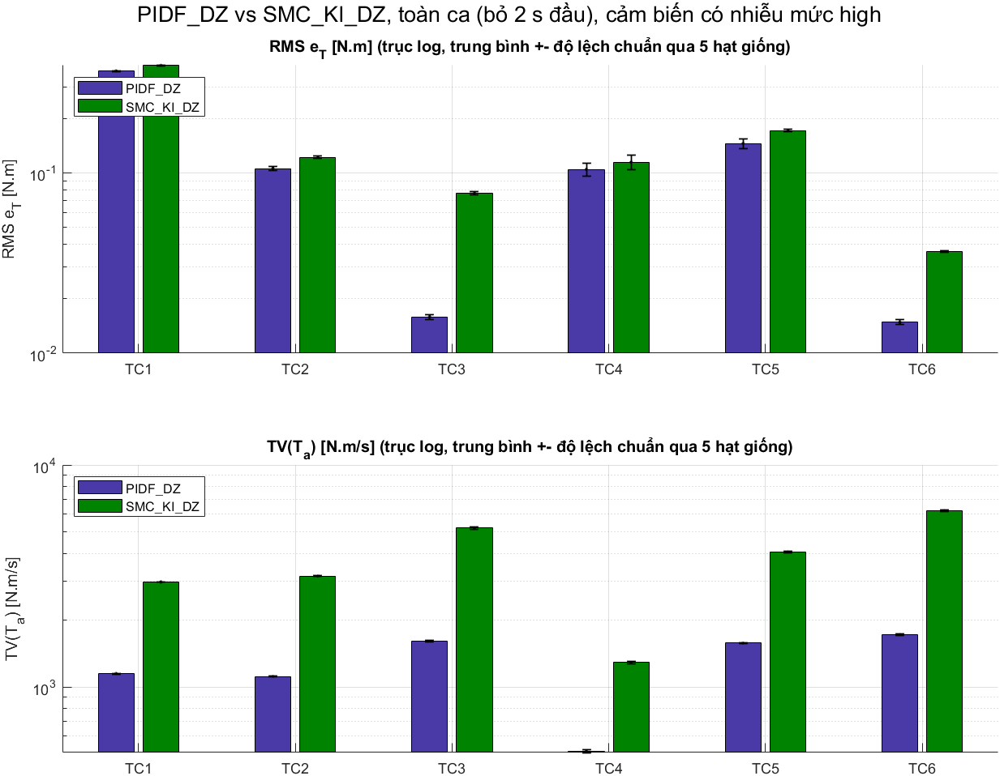 PIDF_DZ vs SMC_KI_DZ, toàn ca (bỏ 2 s đầu), cảm biến có nhiễu mức high
RMS e_T [N.m] (trục log, trung bình +- độ lệch chuẩn qua 5 hạt giống)
PIDF_DZ
SMC_KI_DZ
RMS e_T [N.m]
10^-1
10^-2
TC1 TC2 TC3 TC4 TC5 TC6
TV(T_a) [N.m/s] (trục log, trung bình +- độ lệch chuẩn qua 5 hạt giống)
10^4
PIDF_DZ
SMC_KI_DZ
TV(T_a) [N.m/s]
10^3
TC1 TC2 TC3 TC4 TC5 TC6